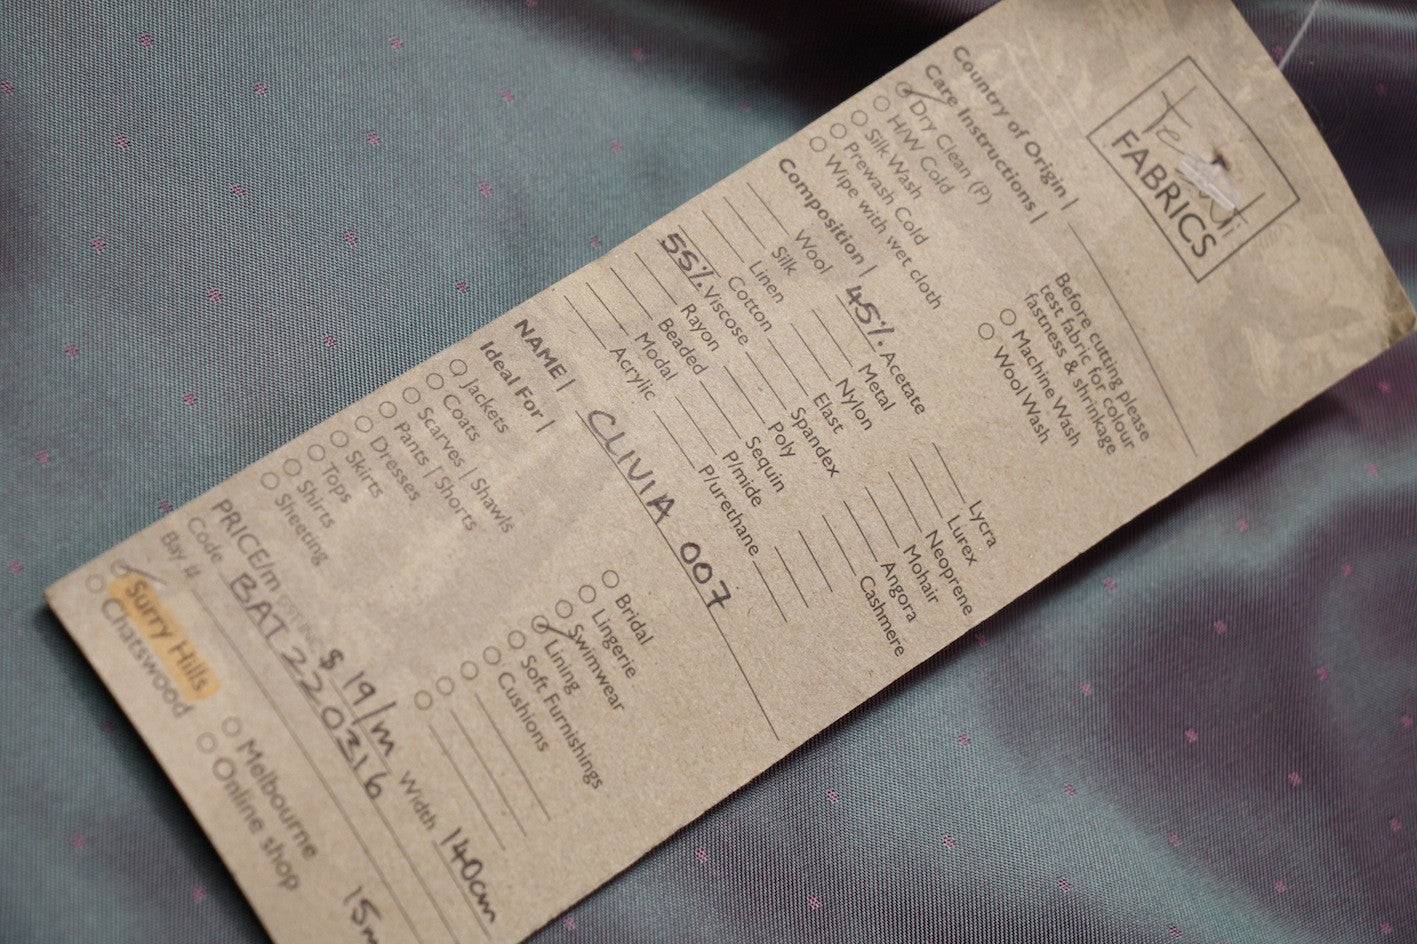 FABRICS
Country of Origin |
Care Instructions |
Dry Clean (P)
H/W Cold
Silk Wash
Prewash Cold
Wipe with wet cloth
Before cutting please
test fabric for colour
fastness & shrinkage
Machine Wash
Wool Wash
Composition |
Wool
Silk
Linen
Cotton
55% Viscose
Rayon
Beaded
Modal
Acrylic
45% Acetate
Metal
Nylon
Elast
Spandex
Poly
Sequin
P/mide
P/urethane
Lycra
Lurex
Neoprene
Mohair
Angora
Cashmere
NAME | CLIVIA 007
Ideal For |
Jackets
Coats
Scarves | Shawls
Pants | Shorts
Dresses
Skirts
Tops
Shirts
Sheeting
Bridal
Lingerie
Swimwear
Lining
Soft Furnishings
Cushions
PRICE/m $19/m Width 140cm
Code BAT 220316
Bay #
Surry Hills
Chatswood
Melbourne
Online shop